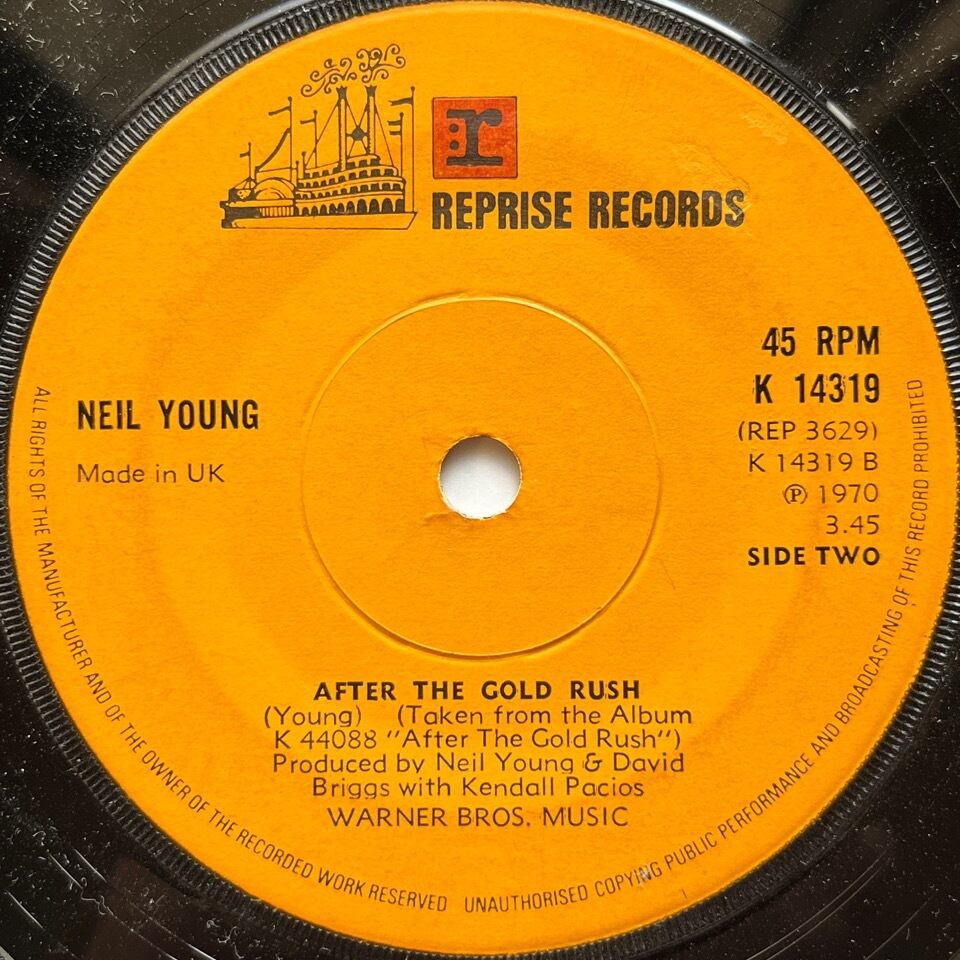 r
REPRISE RECORDS
45 RPM
K 14319
(REP 3629)
K 14319 B
℗ 1970
3.45
SIDE TWO
NEIL YOUNG
Made in UK
AFTER THE GOLD RUSH
(Young) (Taken from the Album
K 44088 "After The Gold Rush")
Produced by Neil Young & David
Briggs with Kendall Pacios
WARNER BROS. MUSIC
ALL RIGHTS OF THE MANUFACTURER AND OF THE OWNER OF THE RECORDED WORK RESERVED UNAUTHORISED COPYING PUBLIC PERFORMANCE AND BROADCASTING OF THIS RECORD PROHIBITED